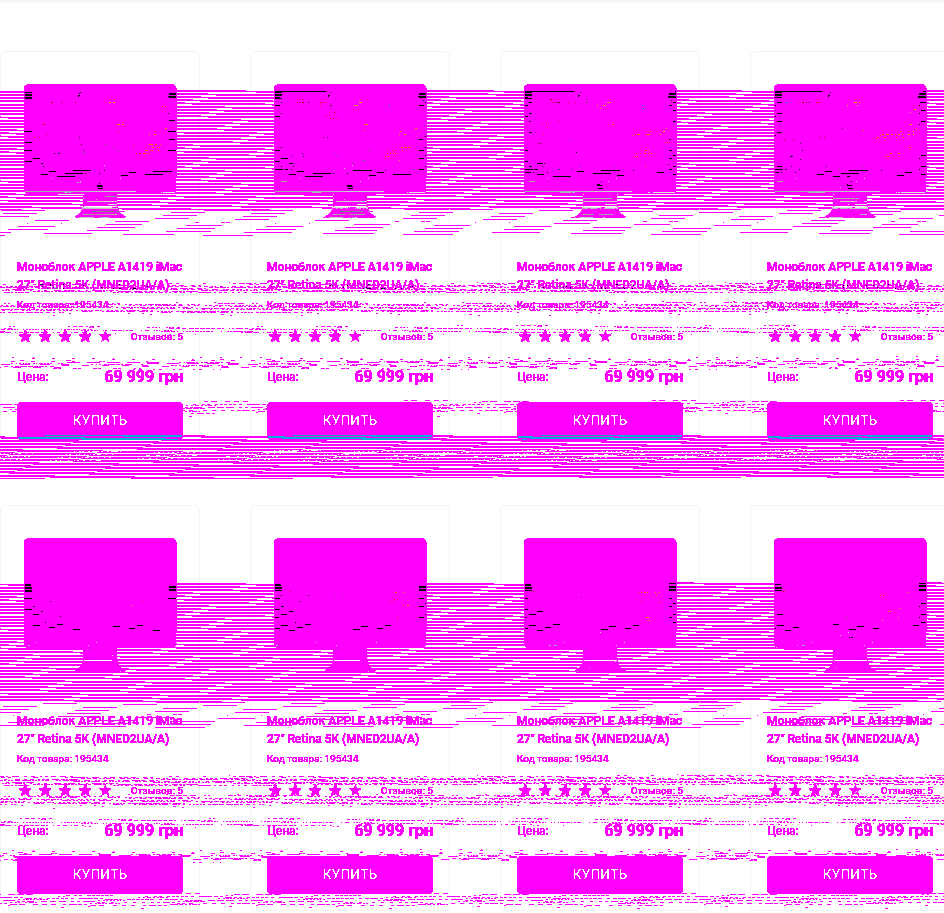 Моноблок APPLE A1419 iMac
27" Retina 5K (MNED2UA/A)
Код товара: 195434
Отзывов: 5
Цена: 69 999 грн
КУПИТЬ
Моноблок APPLE A1419 iMac
27" Retina 5K (MNED2UA/A)
Код товара: 195434
Отзывов: 5
Цена: 69 999 грн
КУПИТЬ
Моноблок APPLE A1419 iMac
27" Retina 5K (MNED2UA/A)
Код товара: 195434
Отзывов: 5
Цена: 69 999 грн
КУПИТЬ
Моноблок APPLE A1419 iMac
27" Retina 5K (MNED2UA/A)
Код товара: 195434
Отзывов: 5
Цена: 69 999 грн
КУПИТЬ
Моноблок APPLE A1419 iMac
27" Retina 5K (MNED2UA/A)
Код товара: 195434
Отзывов: 5
Цена: 69 999 грн
КУПИТЬ
Моноблок APPLE A1419 iMac
27" Retina 5K (MNED2UA/A)
Код товара: 195434
Отзывов: 5
Цена: 69 999 грн
КУПИТЬ
Моноблок APPLE A1419 iMac
27" Retina 5K (MNED2UA/A)
Код товара: 195434
Отзывов: 5
Цена: 69 999 грн
КУПИТЬ
Моноблок APPLE A1419 iMac
27" Retina 5K (MNED2UA/A)
Код товара: 195434
Отзывов: 5
Цена: 69 999 грн
КУПИТЬ